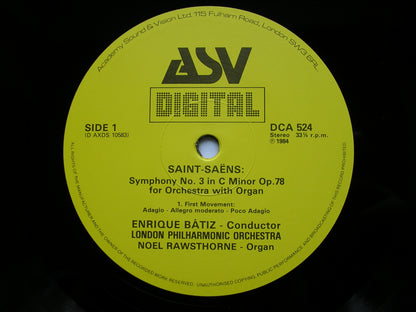 Academy Sound & Vision Ltd. 115 Fulham Road, London SW3 6RL.
ASV
DIGITAL
SIDE 1
(D AXDS 10583)
DCA 524
Stereo 33⅓ r.p.m.
℗ 1984
SAINT-SAËNS:
Symphony No. 3 in C Minor Op.78
for Orchestra with Organ
1. First Movement:
Adagio - Allegro moderato - Poco Adagio
ENRIQUE BÀTIZ - Conductor
LONDON PHILHARMONIC ORCHESTRA
NOEL RAWSTHORNE - Organ
ALL RIGHTS OF THE MANUFACTURER AND OF THE OWNER OF THE RECORDED WORK RESERVED. UNAUTHORISED COPYING, PUBLIC PERFORMANCE AND BROADCASTING OF THIS RECORD PROHIBITED.